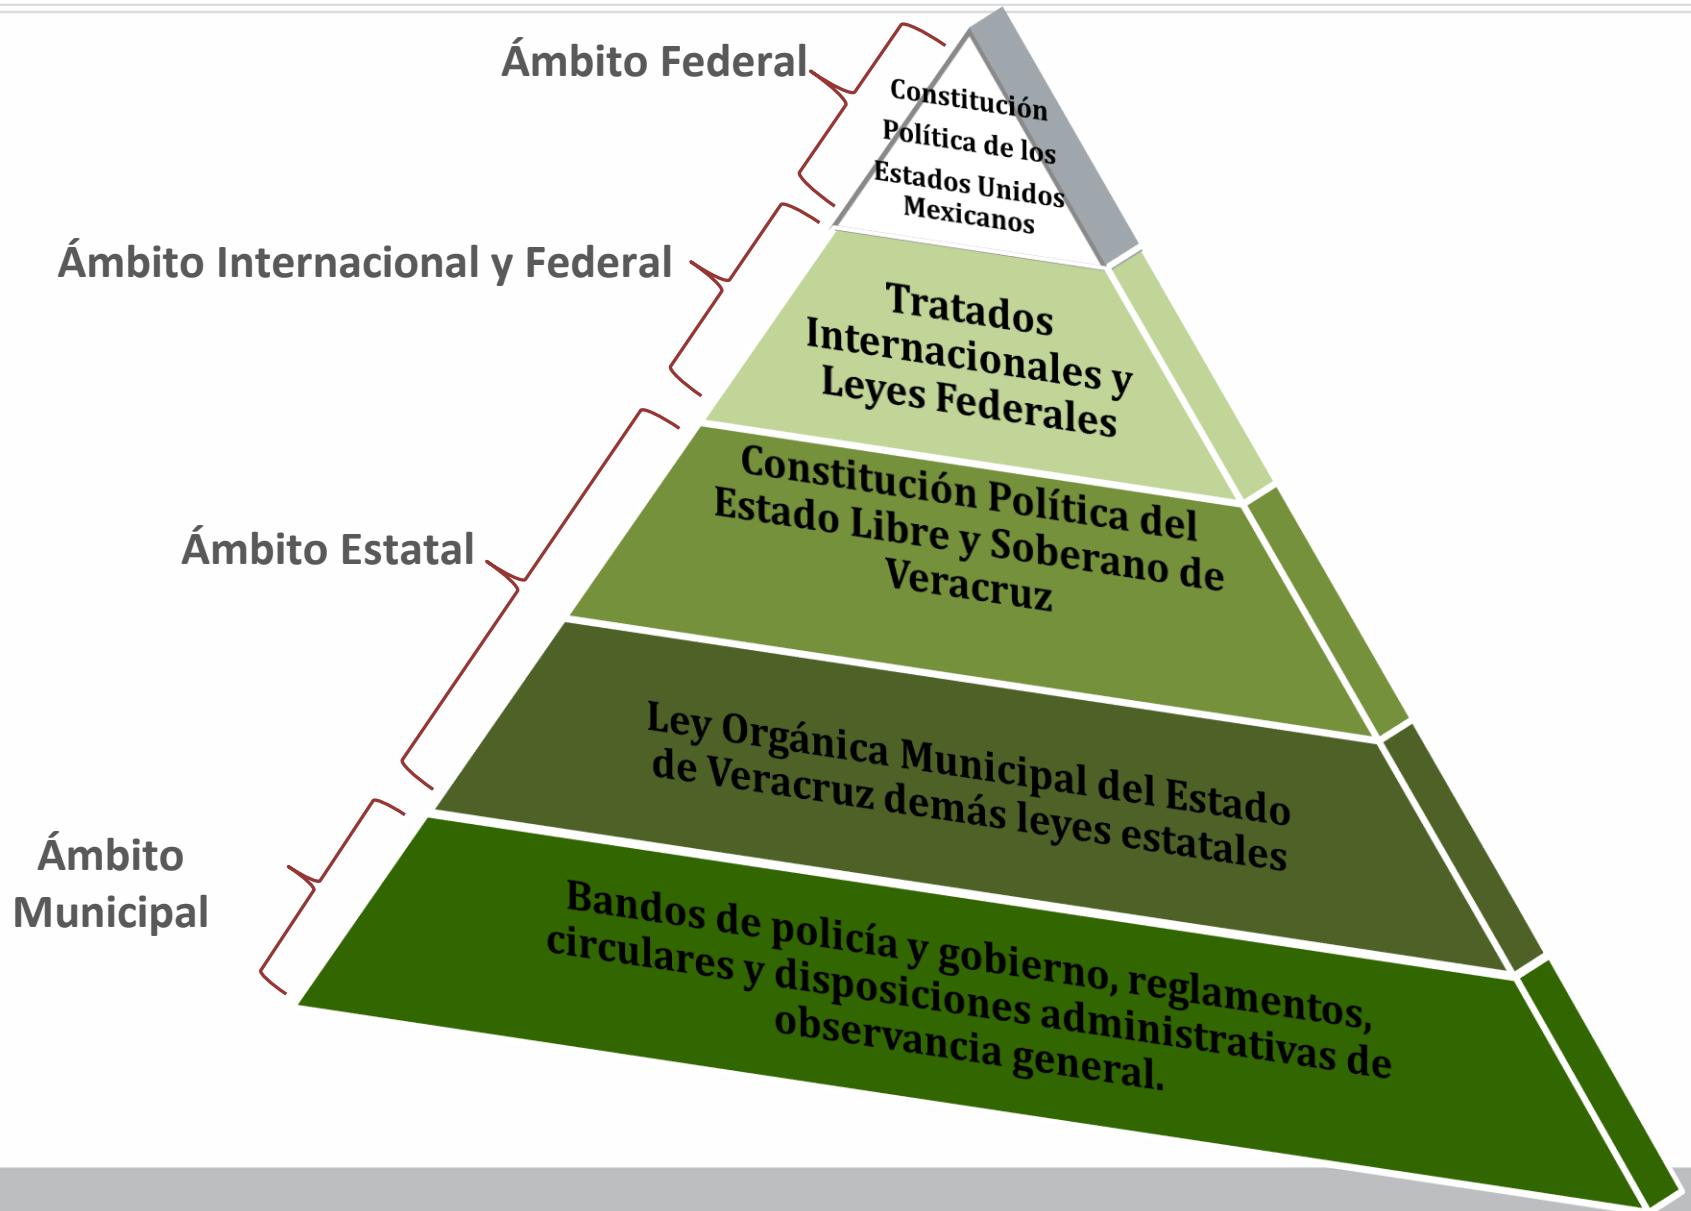 Ámbito Federal
Constitución
Política de los
Estados Unidos
Mexicanos
Ámbito Internacional y Federal
Tratados
Internacionales y
Leyes Federales
Ámbito Estatal
Constitución Política del
Estado Libre y Soberano de
Veracruz
Ley Orgánica Municipal del Estado
de Veracruz demás leyes estatales
Ámbito
Municipal
Bandos de policía y gobierno, reglamentos,
circulares y disposiciones administrativas de
observancia general.